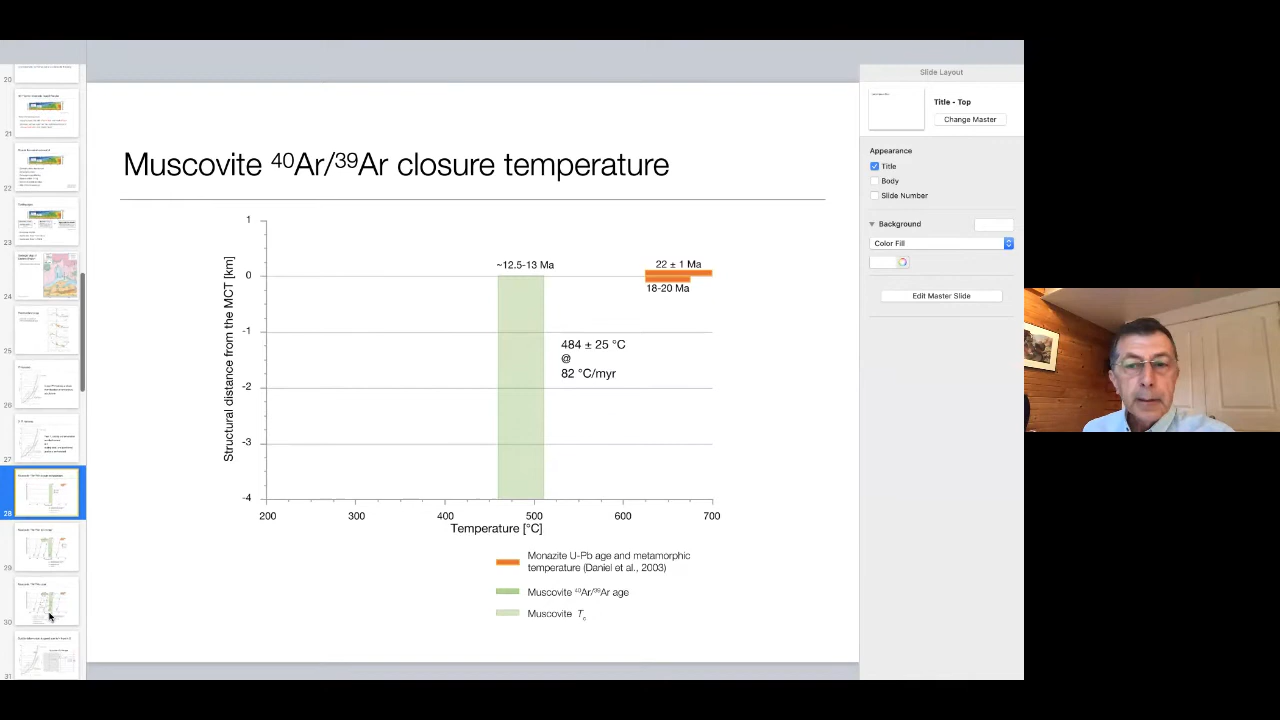 Slide Layout
Title - Top
Change Master
Appearance
Title
Body
Slide Number
Background
Color Fill
Edit Master Slide
20
21
22
23
24
25
26
27
28
29
30
31
Muscovite ⁴⁰Ar/³⁹Ar closure temperature
1
0
-1
-2
-3
-4
Structural distance from the MCT [km]
~12.5-13 Ma
22 ± 1 Ma
18-20 Ma
484 ± 25 °C
@
82 °C/myr
200 300 400 500 600 700
Temperature [°C]
Monazite U-Pb age and metamorphic
temperature (Daniel et al., 2003)
Muscovite ⁴⁰Ar/³⁹Ar age
Muscovite Tc